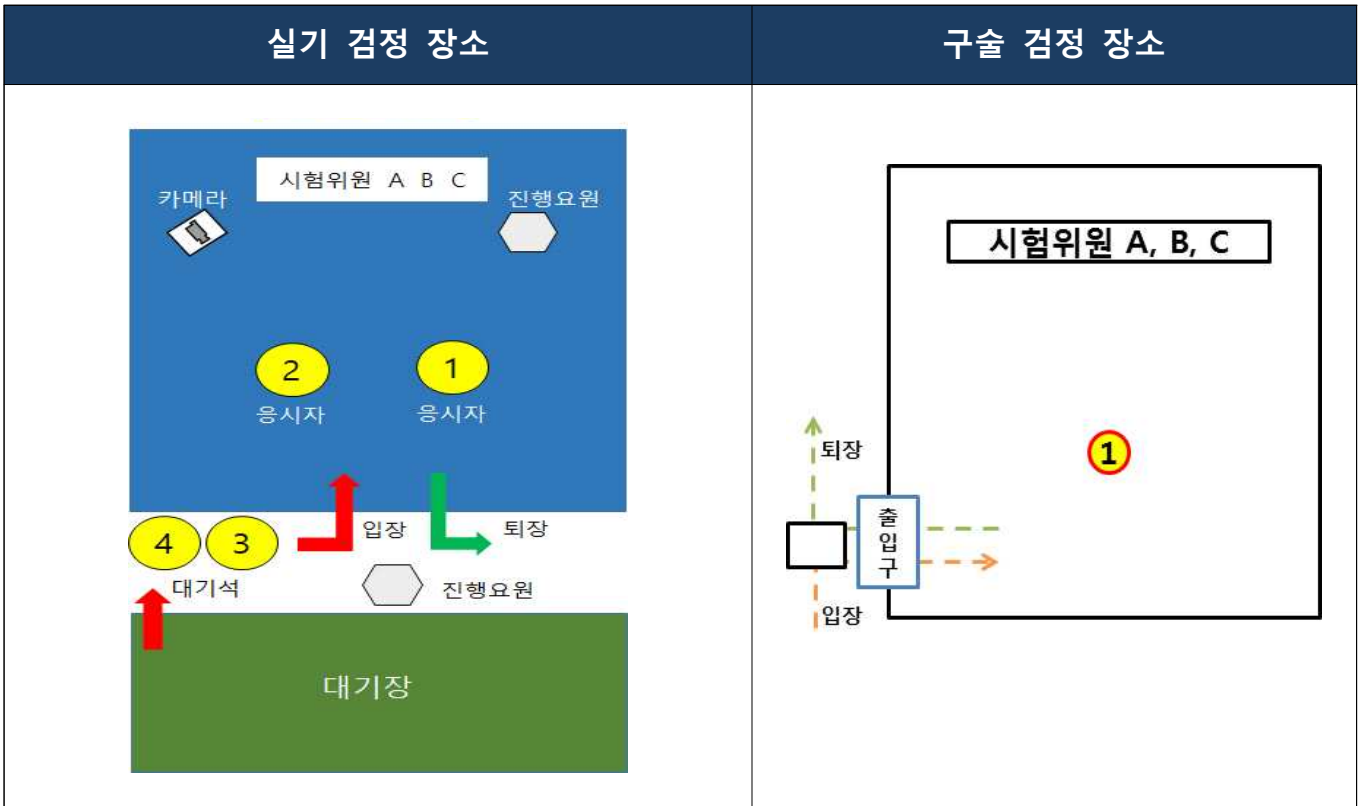 실기 검정 장소
구술 검정 장소
시험위원 A B C
카메라
진행요원
2
1
응시자
응시자
4
3
입장
퇴장
대기석
진행요원
대기장
시험위원 A, B, C
1
퇴장
출
입
구
입장